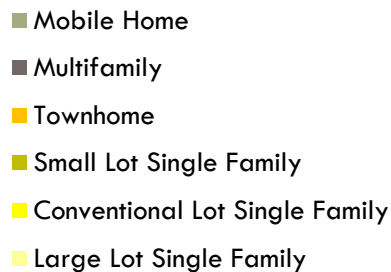 Mobile Home
Multifamily
Townhome
Small Lot Single Family
Conventional Lot Single Family
Large Lot Single Family